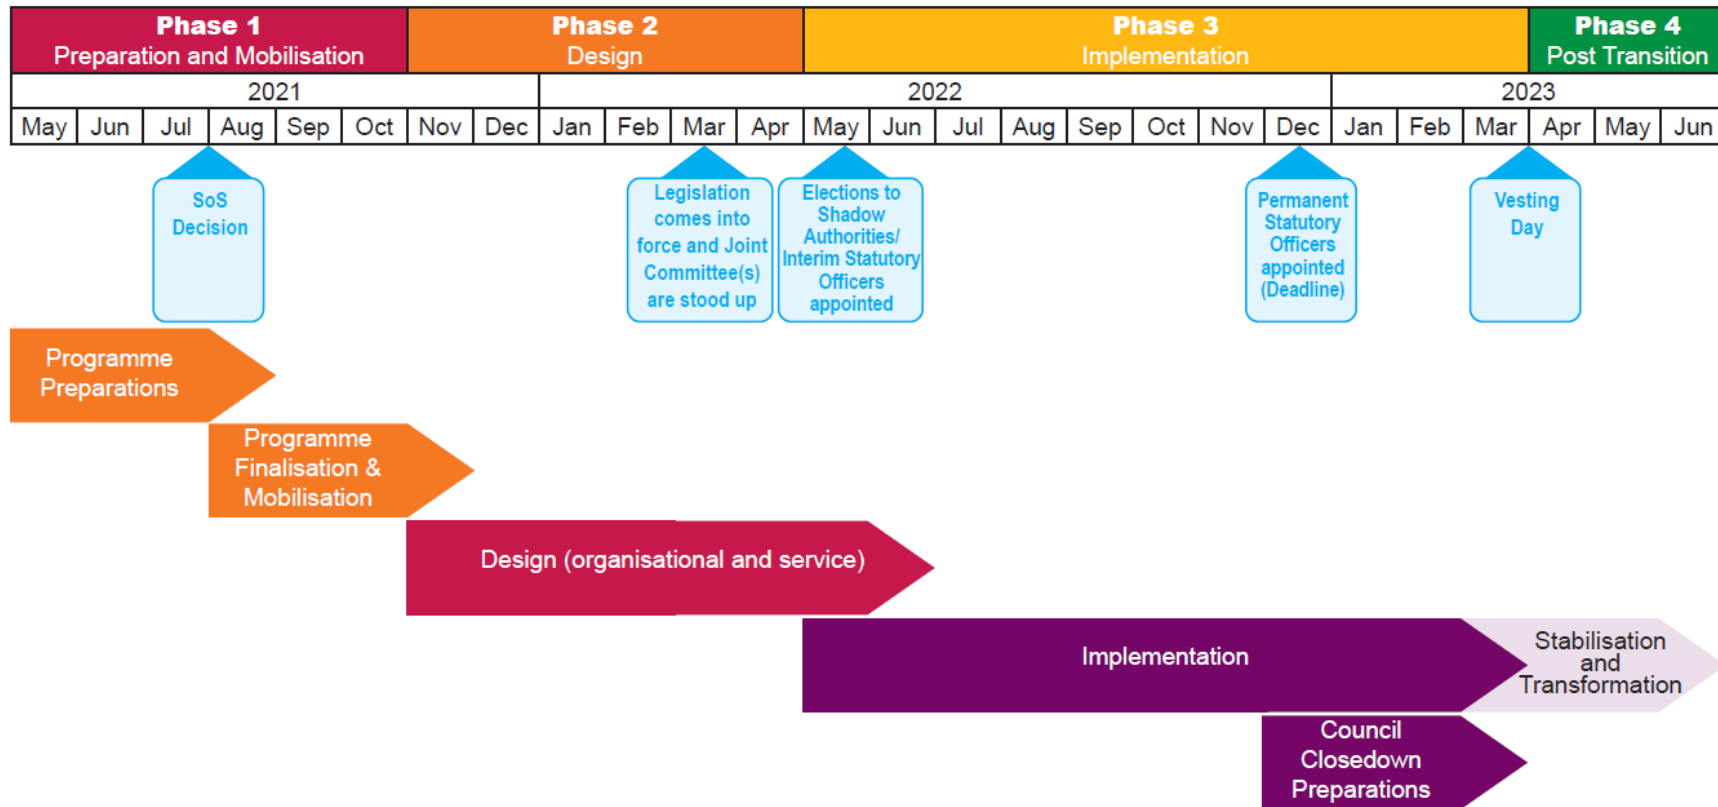 Phase 1
Preparation and Mobilisation
Phase 2
Design
Phase 3
Implementation
Phase 4
Post Transition
2021
2022
2023
May Jun Jul Aug Sep Oct Nov Dec Jan Feb Mar Apr May Jun Jul Aug Sep Oct Nov Dec Jan Feb Mar Apr May Jun
SoS
Decision
Legislation
comes into
force and Joint
Committee(s)
are stood up
Elections to
Shadow
Authorities/
Interim Statutory
Officers
appointed
Permanent
Statutory
Officers
appointed
(Deadline)
Vesting
Day
Programme
Preparations
Programme
Finalisation &
Mobilisation
Design (organisational and service)
Implementation
Stabilisation
and
Transformation
Council
Closedown
Preparations